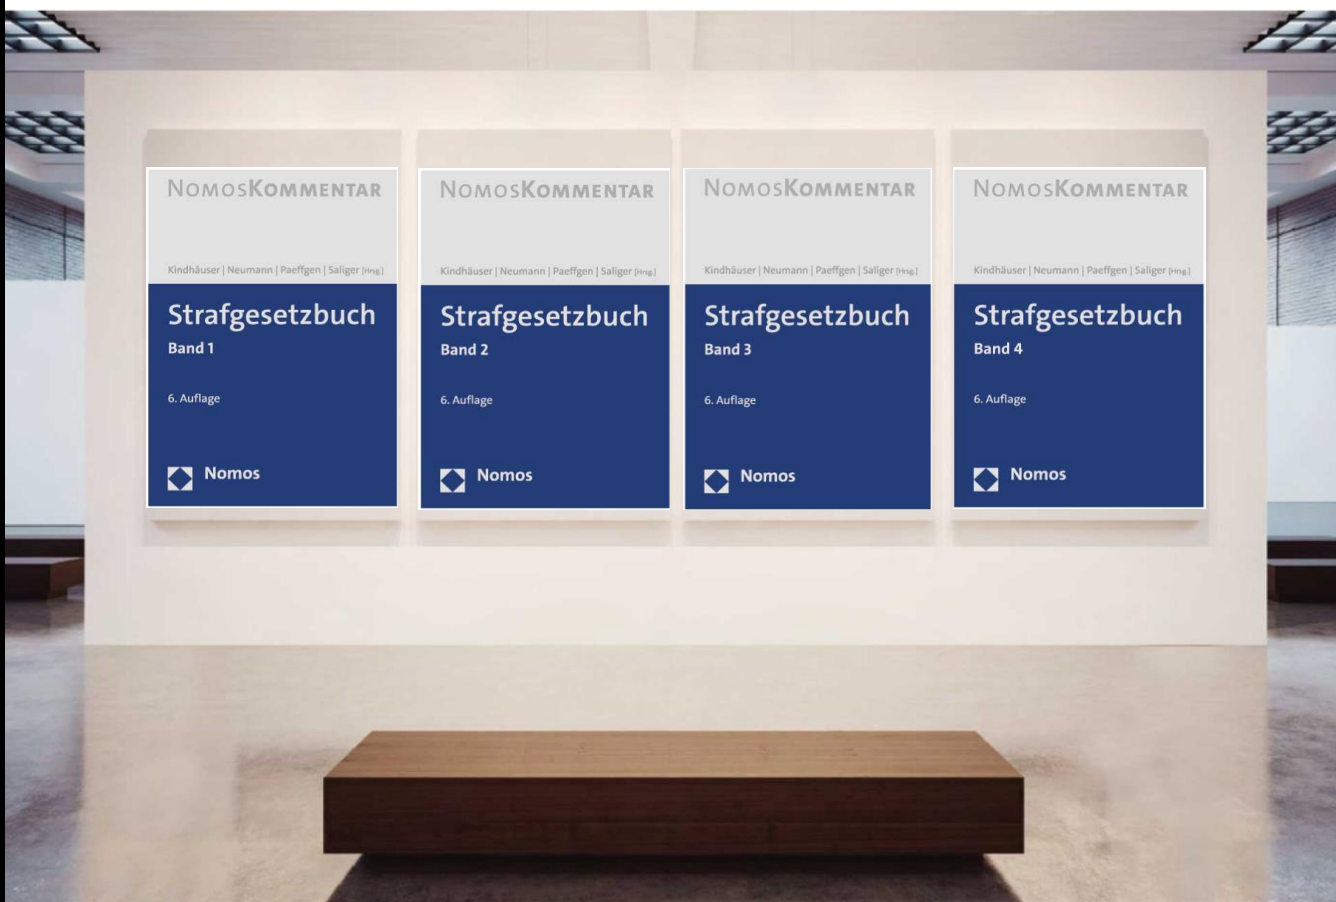 NOMOSKOMMENTAR
Kindhäuser | Neumann | Paeffgen | Saliger [Hrsg.]
Strafgesetzbuch
Band 1
6. Auflage
Nomos
NOMOSKOMMENTAR
Kindhäuser | Neumann | Paeffgen | Saliger [Hrsg.]
Strafgesetzbuch
Band 2
6. Auflage
Nomos
NOMOSKOMMENTAR
Kindhäuser | Neumann | Paeffgen | Saliger [Hrsg.]
Strafgesetzbuch
Band 3
6. Auflage
Nomos
NOMOSKOMMENTAR
Kindhäuser | Neumann | Paeffgen | Saliger [Hrsg.]
Strafgesetzbuch
Band 4
6. Auflage
Nomos